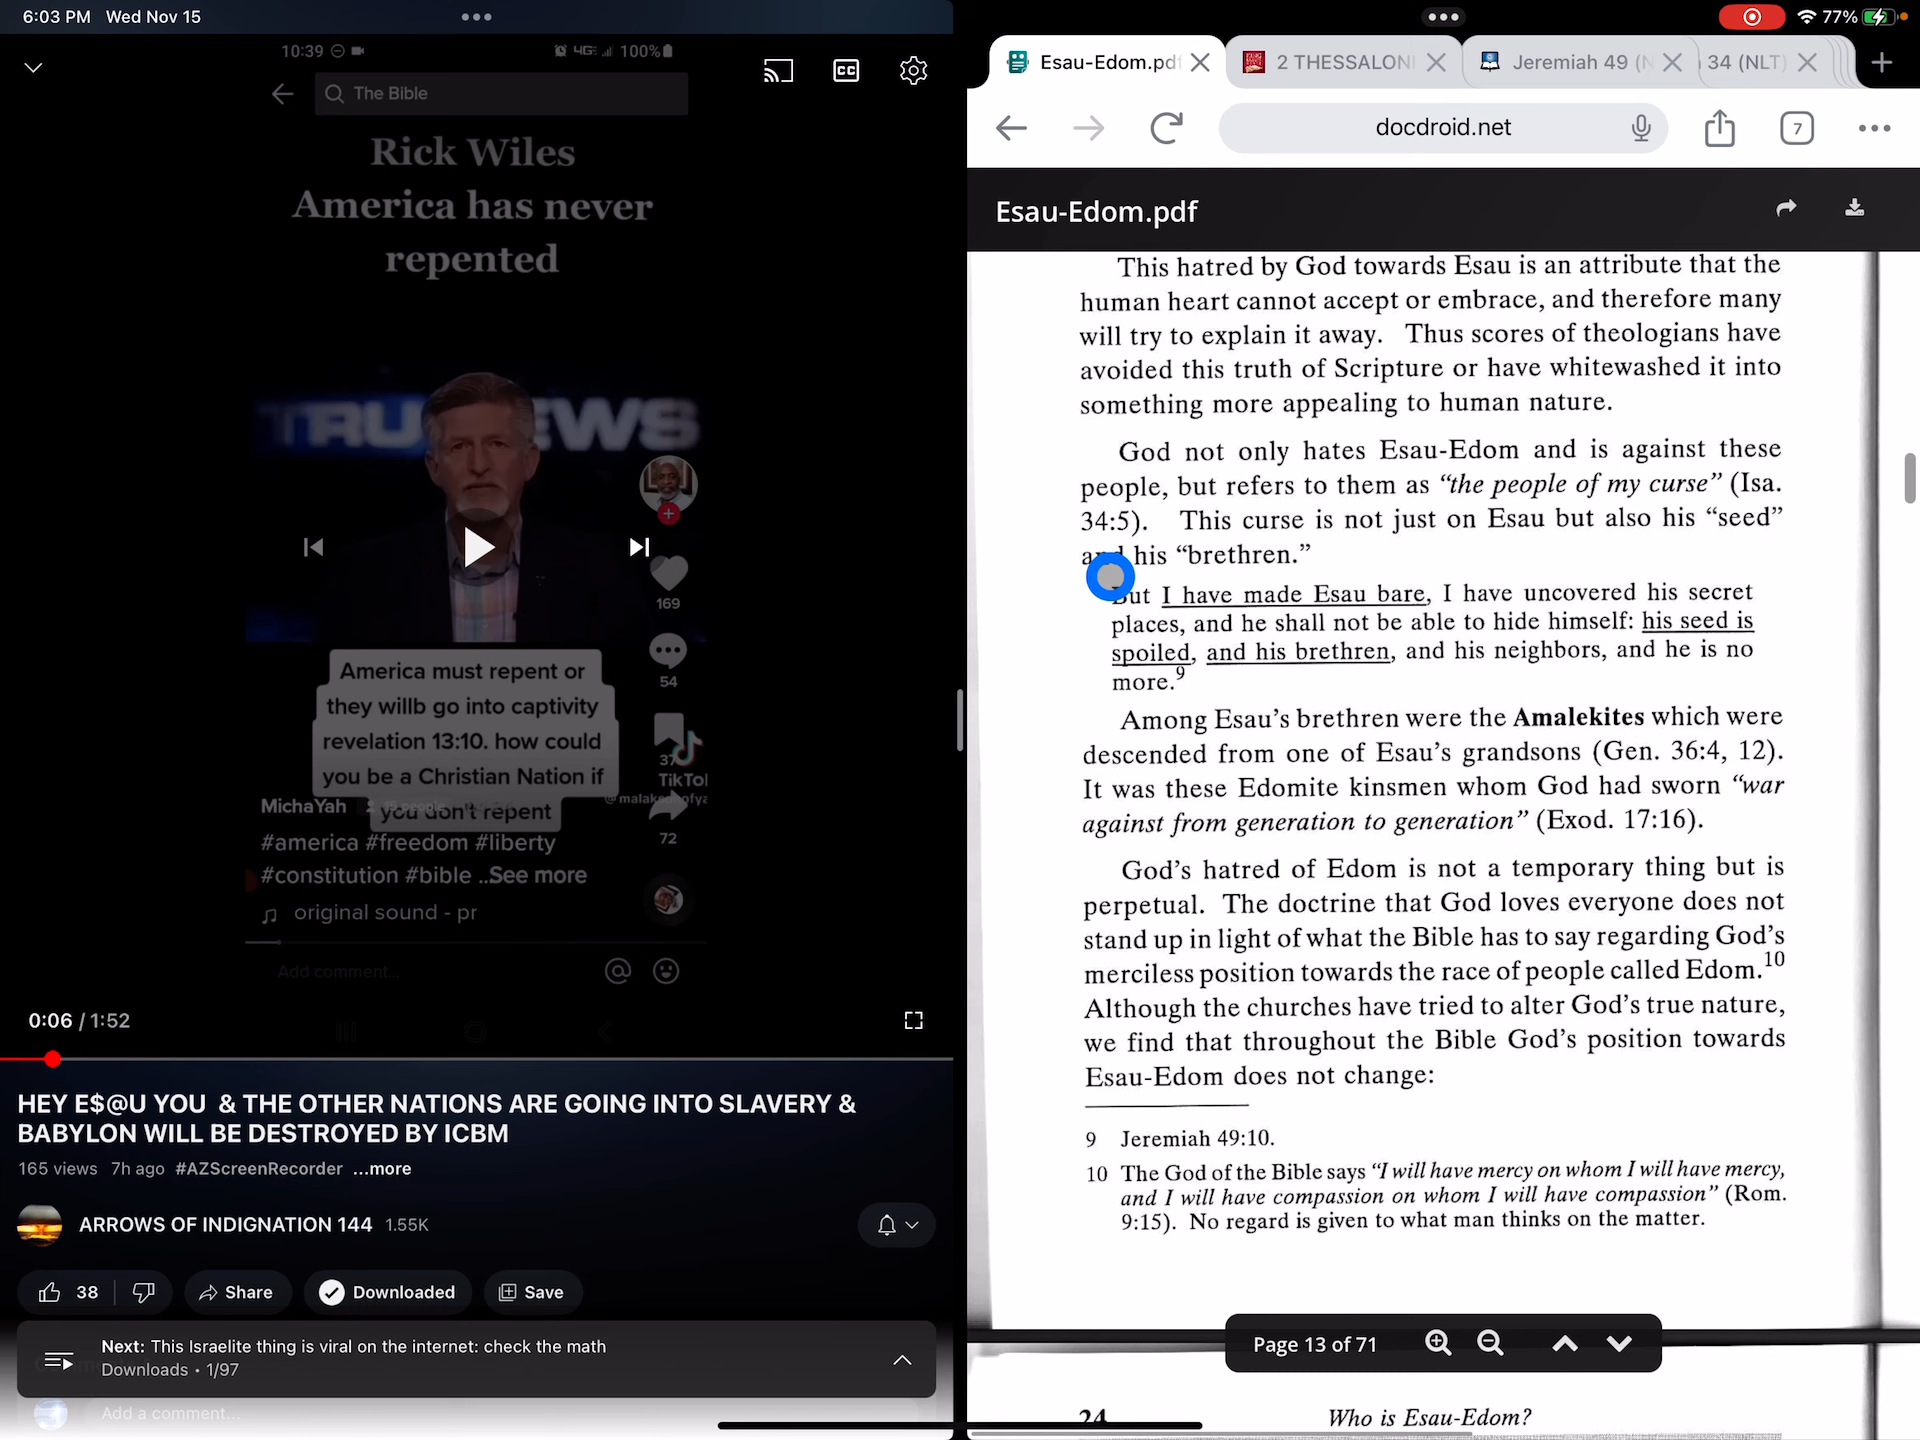 6:03 PM Wed Nov 15
77%
10:39
4G 100%
The Bible
Rick Wiles
America has never
repented
TRUNEWS
169
54
37
TikTok
72
America must repent or
they willb go into captivity
revelation 13:10. how could
you be a Christian Nation if
you don't repent
MichaYah
#america #freedom #liberty
#constitution #bible ..See more
original sound - pr
Add comment...
0:06 / 1:52
HEY E$@U YOU & THE OTHER NATIONS ARE GOING INTO SLAVERY &
BABYLON WILL BE DESTROYED BY ICBM
165 views 7h ago #AZScreenRecorder ...more
ARROWS OF INDIGNATION 144 1.55K
38 Share Downloaded Save
Next: This Israelite thing is viral on the internet: check the math
Downloads • 1/97
Add a comment...
Esau-Edom.pdf 2 THESSALONI Jeremiah 49 (N 34 (NLT)
docdroid.net
7
Esau-Edom.pdf
This hatred by God towards Esau is an attribute that the
human heart cannot accept or embrace, and therefore many
will try to explain it away. Thus scores of theologians have
avoided this truth of Scripture or have whitewashed it into
something more appealing to human nature.
God not only hates Esau-Edom and is against these
people, but refers to them as “the people of my curse” (Isa.
34:5). This curse is not just on Esau but also his “seed”
and his “brethren.”
But I have made Esau bare, I have uncovered his secret
places, and he shall not be able to hide himself: his seed is
spoiled, and his brethren, and his neighbors, and he is no
more.9
Among Esau’s brethren were the Amalekites which were
descended from one of Esau’s grandsons (Gen. 36:4, 12).
It was these Edomite kinsmen whom God had sworn “war
against from generation to generation” (Exod. 17:16).
God’s hatred of Edom is not a temporary thing but is
perpetual. The doctrine that God loves everyone does not
stand up in light of what the Bible has to say regarding God’s
merciless position towards the race of people called Edom.10
Although the churches have tried to alter God’s true nature,
we find that throughout the Bible God’s position towards
Esau-Edom does not change:
9 Jeremiah 49:10.
10 The God of the Bible says “I will have mercy on whom I will have mercy,
and I will have compassion on whom I will have compassion” (Rom.
9:15). No regard is given to what man thinks on the matter.
Page 13 of 71
24 Who is Esau-Edom?